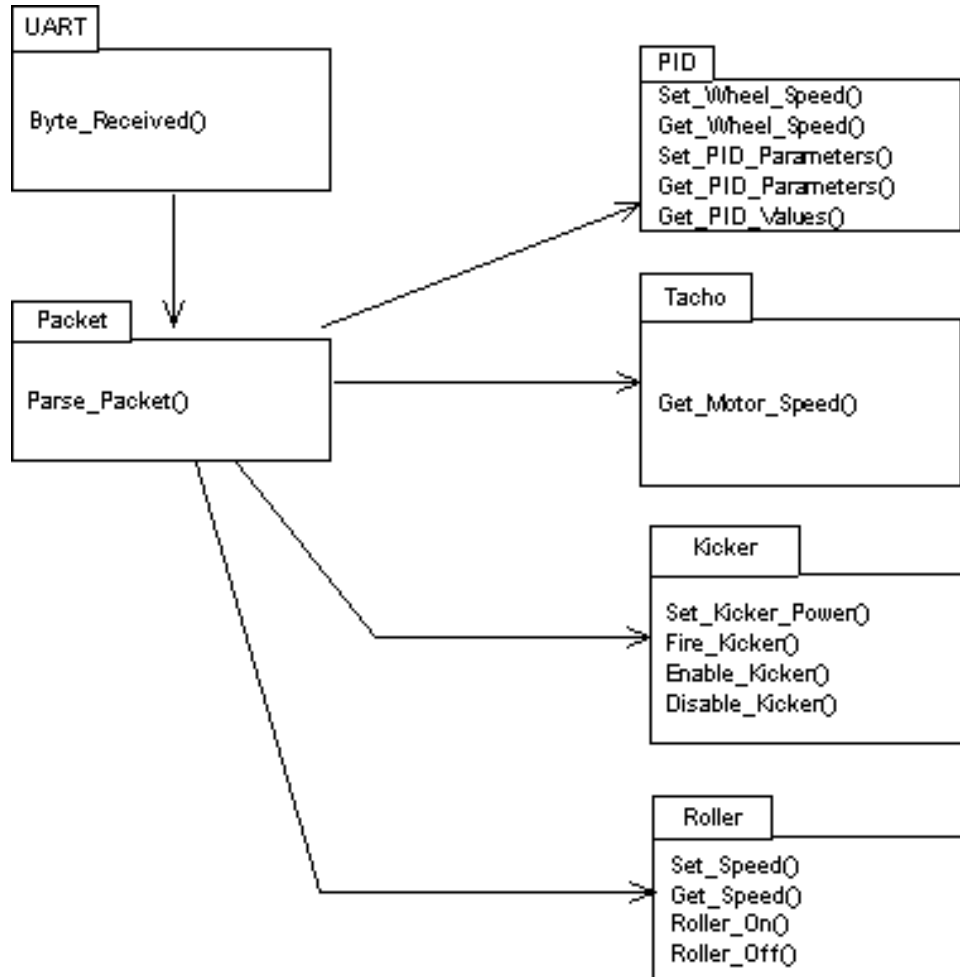 UART
Byte_Received()
Packet
Parse_Packet()
PID
Set_Wheel_Speed()
Get_Wheel_Speed()
Set_PID_Parameters()
Get_PID_Parameters()
Get_PID_Values()
Tacho
Get_Motor_Speed()
Kicker
Set_Kicker_Power()
Fire_Kicker()
Enable_Kicker()
Disable_Kicker()
Roller
Set_Speed()
Get_Speed()
Roller_On()
Roller_Off()